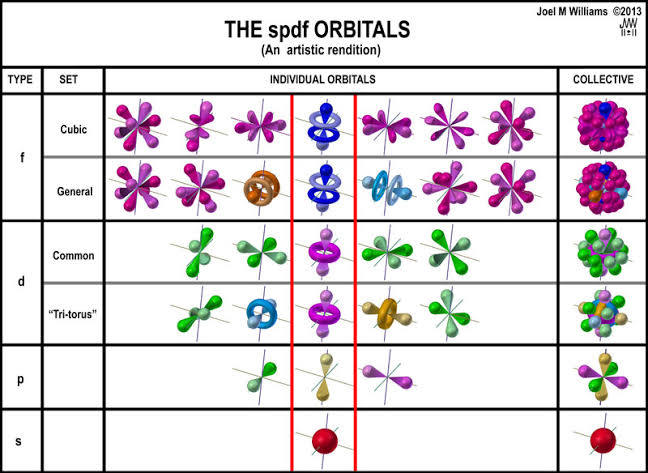 Joel M Williams ©2013
THE spdf ORBITALS
(An artistic rendition)
TYPE SET INDIVIDUAL ORBITALS COLLECTIVE
f
Cubic
General
d
Common
“Tri-torus”
p
s